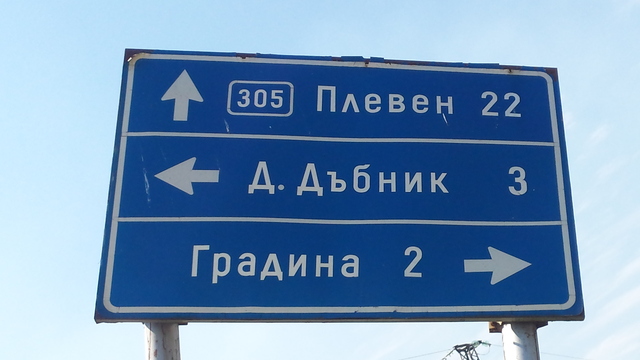 305 Плевен 22
Д. Дъбник 3
Градина 2